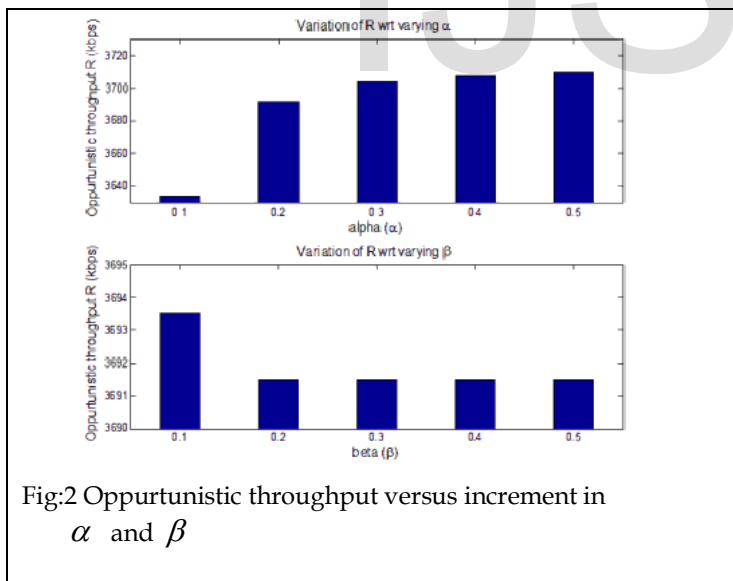 IJS
Variation of R wrt varying α
Oppurtunistic throughput R (kbps)
3720
3700
3680
3660
3640
0.1 0.2 0.3 0.4 0.5
alpha (α)
Variation of R wrt varying β
Oppurtunistic throughput R (kbps)
3695
3694
3693
3692
3691
3690
0.1 0.2 0.3 0.4 0.5
beta (β)
Fig:2 Oppurtunistic throughput versus increment in
α and β